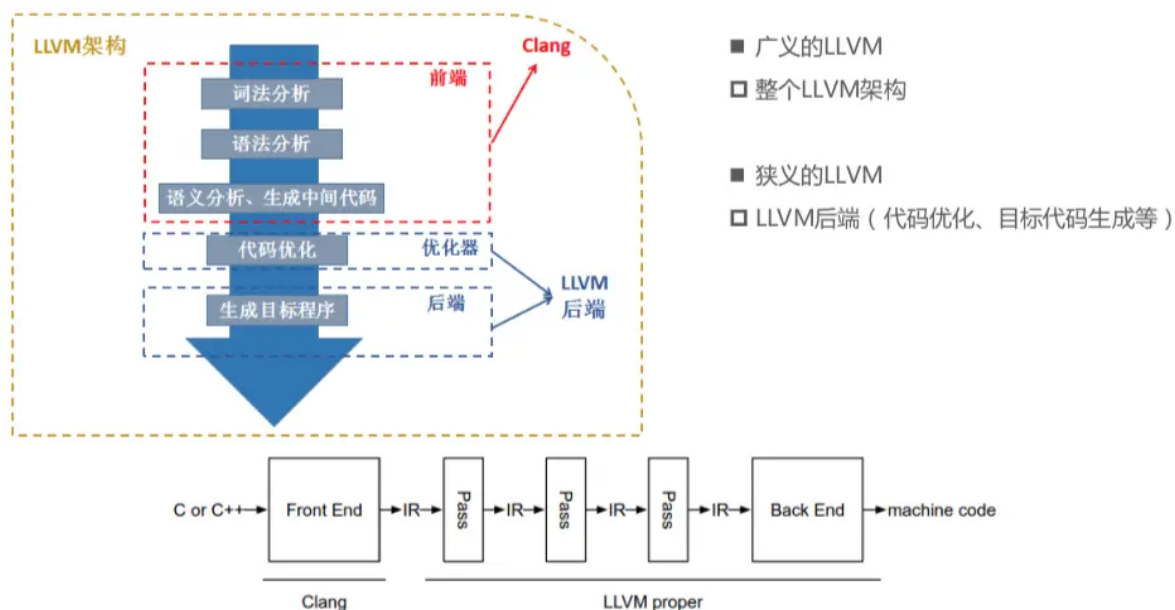 LLVM架构
Clang
前端
词法分析
语法分析
语义分析、生成中间代码
代码优化
优化器
LLVM
后端
后端
生成目标程序
■ 广义的LLVM
□ 整个LLVM架构
■ 狭义的LLVM
□ LLVM后端（代码优化、目标代码生成等）
C or C++
Front End
IR
Pass
IR
Pass
IR
Pass
IR
Back End
machine code
Clang
LLVM proper